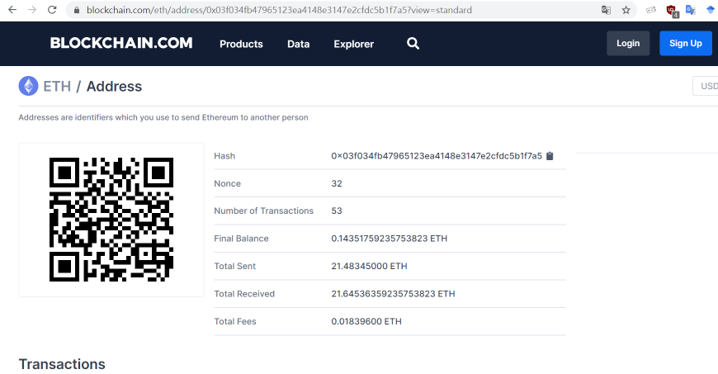 blockchain.com/eth/address/0x03f034fb47965123ea4148e3147e2cfdc5b1f7a5?view=standard
4
BLOCKCHAIN.COM Products Data Explorer Login Sign Up
ETH / Address USD
Addresses are identifiers which you use to send Ethereum to another person
Hash 0x03f034fb47965123ea4148e3147e2cfdc5b1f7a5
Nonce 32
Number of Transactions 53
Final Balance 0.14351759235753823 ETH
Total Sent 21.48345000 ETH
Total Received 21.64536359235753823 ETH
Total Fees 0.01839600 ETH
Transactions